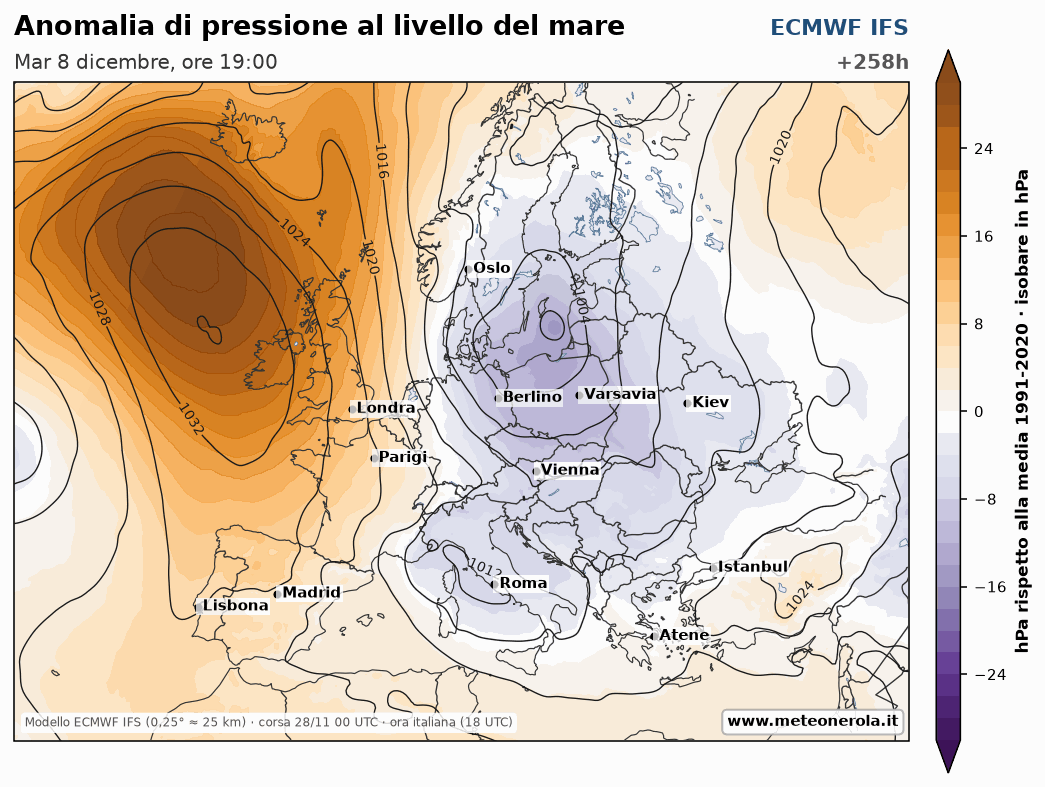 Anomalia di pressione al livello del mare
ECMWF IFS
Mar 8 dicembre, ore 19:00
+258h
1020
1016
1024
1020
1028
1004
1032
1012
1024
Oslo
Berlino
Varsavia
Kiev
Londra
Parigi
Vienna
Istanbul
Roma
Madrid
Lisbona
Atene
Modello ECMWF IFS (0,25° ≈ 25 km) · corsa 28/11 00 UTC · ora italiana (18 UTC)
www.meteonerola.it
24
16
8
0
−8
−16
−24
hPa rispetto alla media 1991-2020 · isobare in hPa